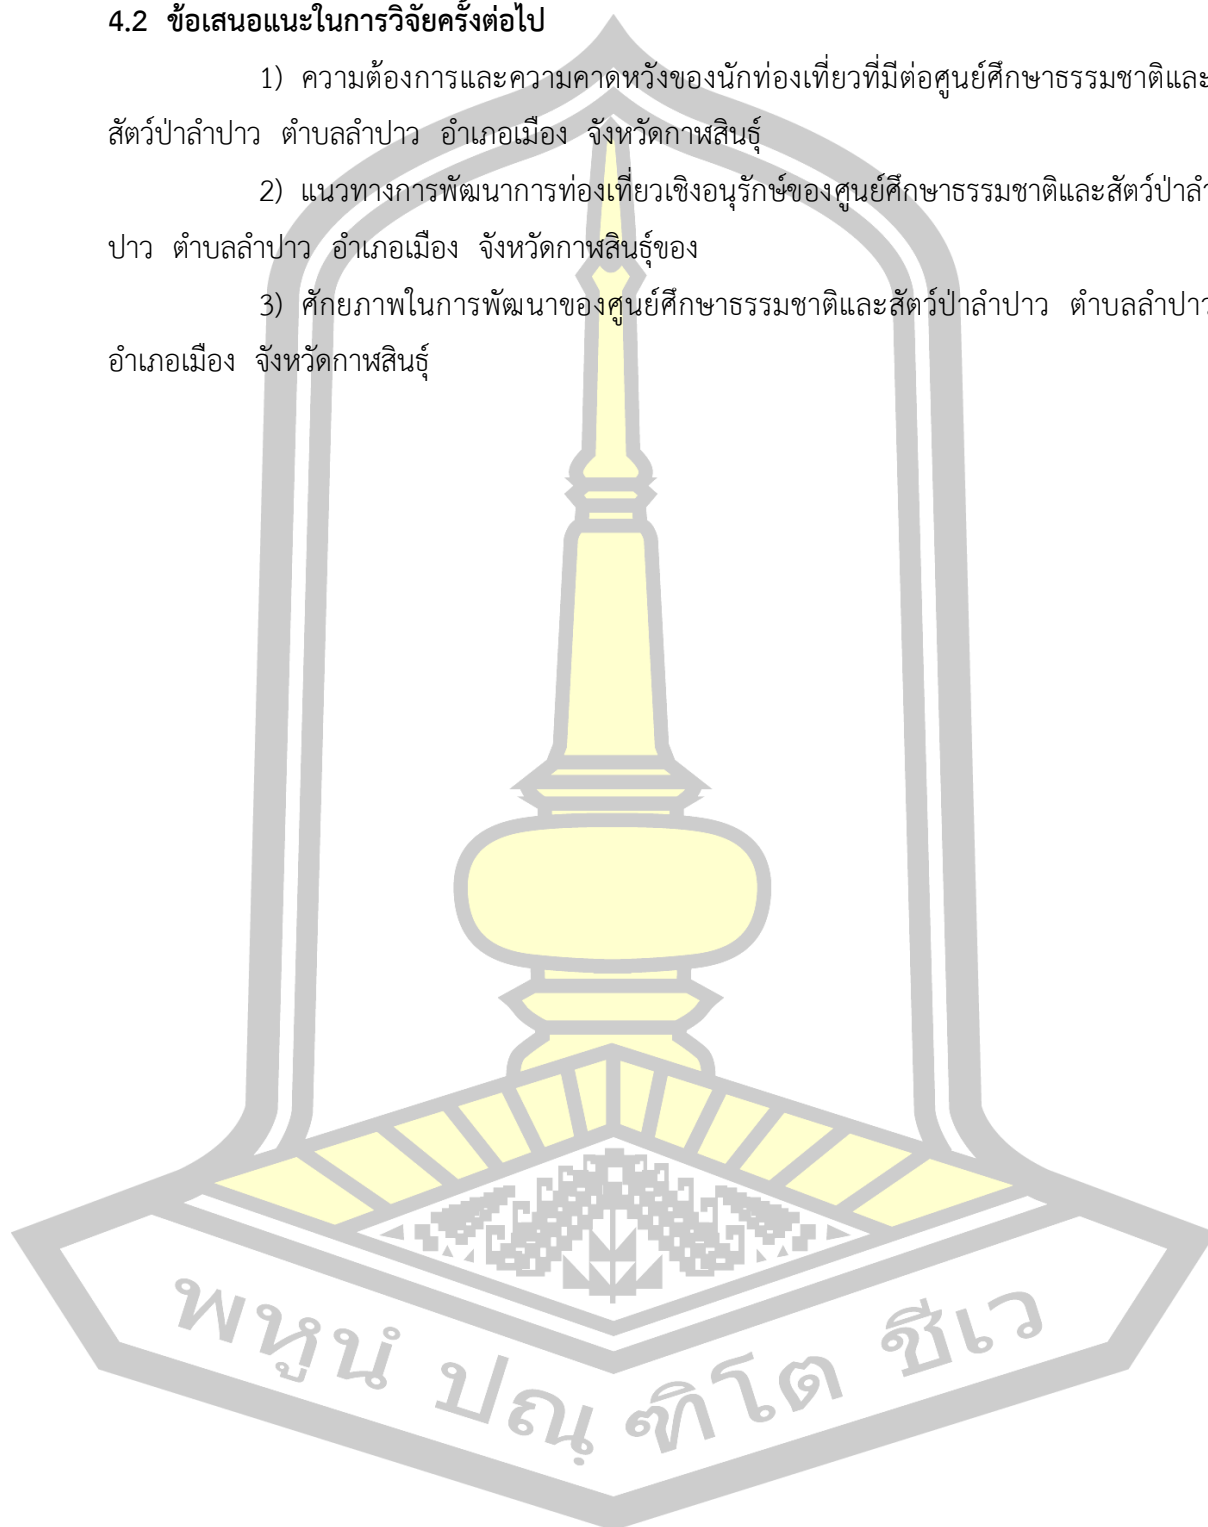 4.2 ข้อเสนอแนะในการวิจัยครั้งต่อไป
1) ความต้องการและความคาดหวังของนักท่องเที่ยวที่มีต่อศูนย์ศึกษาธรรมชาติและ
สัตว์ป่าลำปาว ตำบลลำปาว อำเภอเมือง จังหวัดกาฬสินธุ์
2) แนวทางการพัฒนาการท่องเที่ยวเชิงอนุรักษ์ของศูนย์ศึกษาธรรมชาติและสัตว์ป่าลำ
ปาว ตำบลลำปาว อำเภอเมือง จังหวัดกาฬสินธุ์ของ
3) ศักยภาพในการพัฒนาของศูนย์ศึกษาธรรมชาติและสัตว์ป่าลำปาว ตำบลลำปาว
อำเภอเมือง จังหวัดกาฬสินธุ์
พหูนํ ปณฺ ฑิโต ชีเว